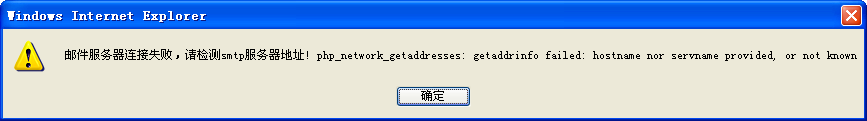 Windows Internet Explorer
邮件服务器连接失败，请检测smtp服务器地址! php_network_getaddresses: getaddrinfo failed: hostname nor servname provided, or not known
确定